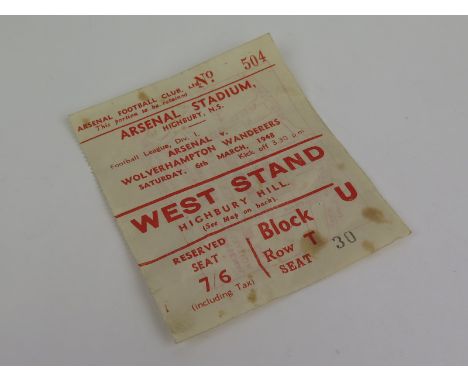 ARSENAL FOOTBALL CLUB, LTD.
This portion to be retained
No 504
ARSENAL STADIUM,
HIGHBURY, N.5.
Football League, Div. 1.
ARSENAL v.
WOLVERHAMPTON WANDERERS
SATURDAY, 6th MARCH, 1948
Kick off 3.30 p.m.
WEST STAND
HIGHBURY HILL.
(See Map on back).
RESERVED
SEAT
7/6
(including Tax)
Block U
Row T
SEAT 30